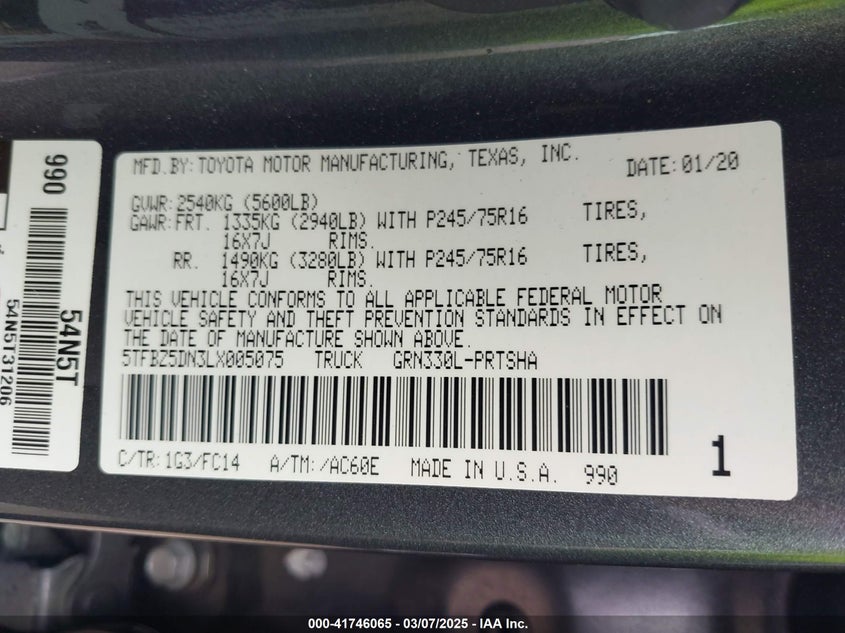 MFD.BY:TOYOTA MOTOR MANUFACTURING, TEXAS, INC. DATE:01/20
GVWR:2540KG (5600LB)
GAWR:FRT. 1335KG (2940LB) WITH P245/75R16 TIRES,
16X7J RIMS.
RR. 1490KG (3280LB) WITH P245/75R16 TIRES,
16X7J RIMS.
THIS VEHICLE CONFORMS TO ALL APPLICABLE FEDERAL MOTOR
VEHICLE SAFETY AND THEFT PREVENTION STANDARDS IN EFFECT ON
THE DATE OF MANUFACTURE SHOWN ABOVE.
5TFBZ5DN3LX005075 TRUCK GRN330L-PRTSHA
C/TR:1G3/FC14 A/TM:/AC60E MADE IN U.S.A. 990
1
990
54N5T
54N5T31206
000-41746065 - 03/07/2025 - IAA Inc.